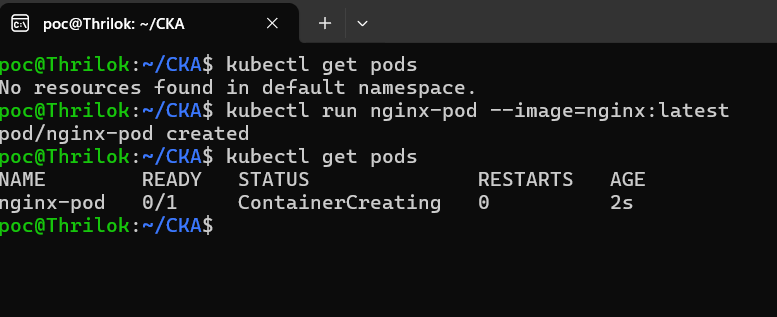 poc@Thrilok: ~/CKA
poc@Thrilok:~/CKA$ kubectl get pods
No resources found in default namespace.
poc@Thrilok:~/CKA$ kubectl run nginx-pod --image=nginx:latest
pod/nginx-pod created
poc@Thrilok:~/CKA$ kubectl get pods
NAME        READY   STATUS              RESTARTS   AGE
nginx-pod   0/1     ContainerCreating   0          2s
poc@Thrilok:~/CKA$